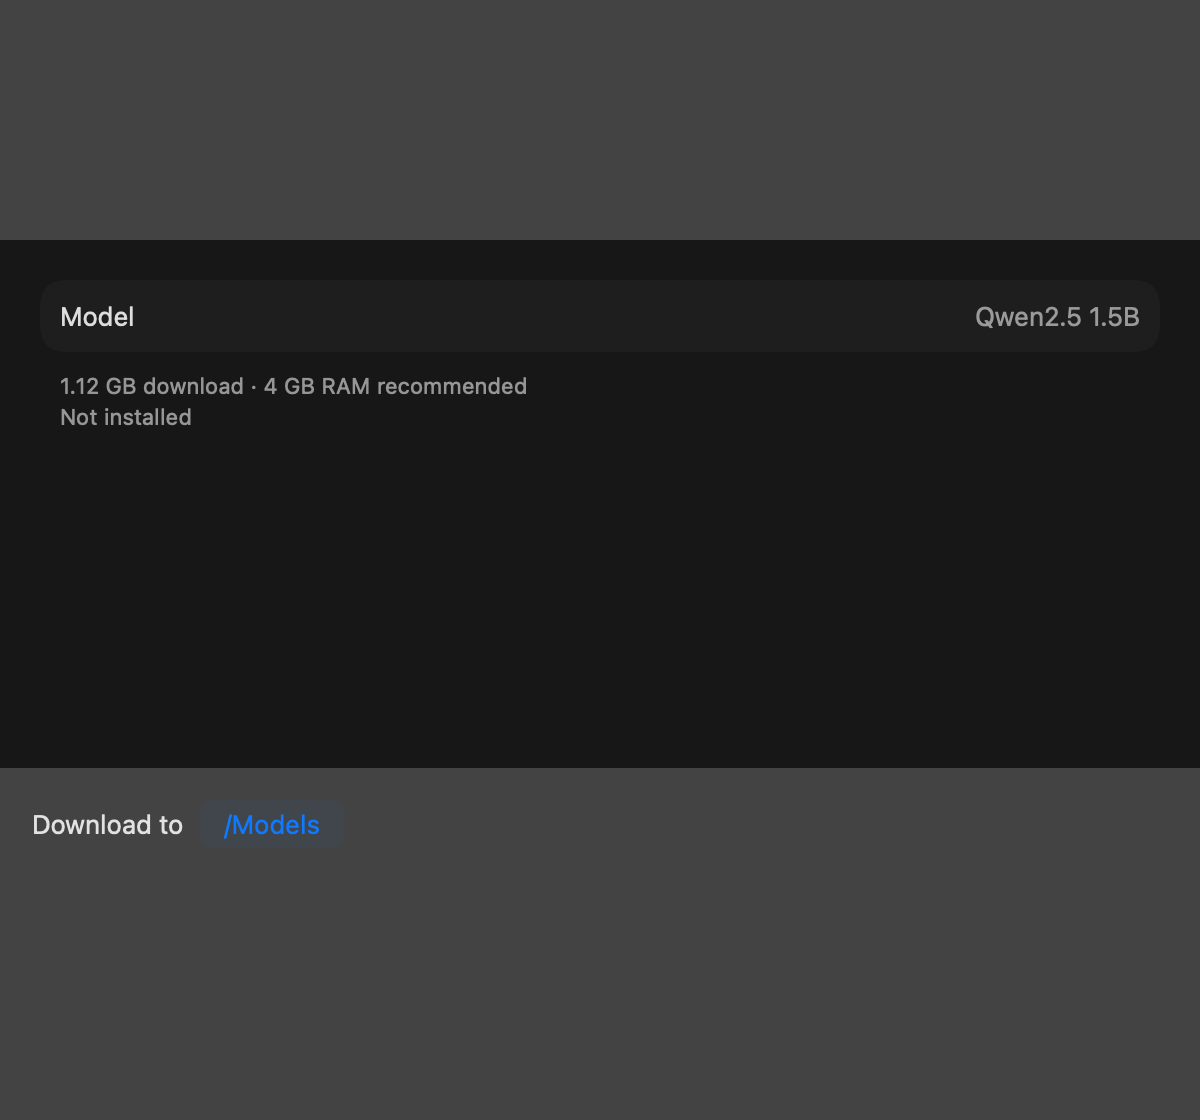 Model
Qwen2.5 1.5B
1.12 GB download · 4 GB RAM recommended
Not installed
Download to /Models